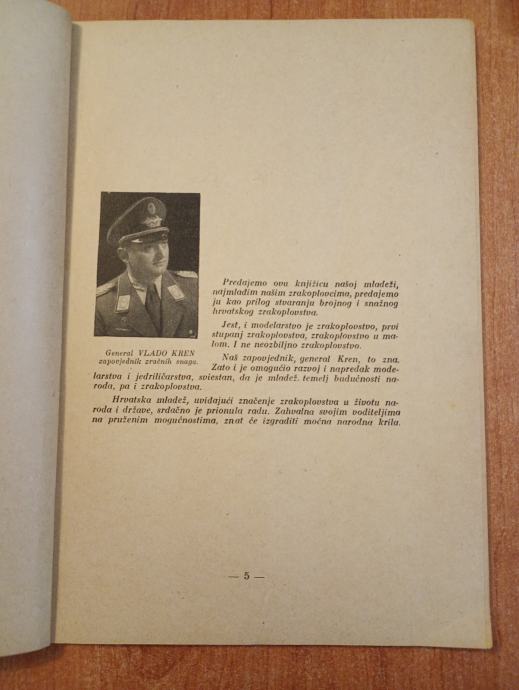 General VLADO KREN
zapovjednik zračnih snaga.
Predajemo ovu knjižicu našoj mladeži,
najmlađim našim zrakoplovcima, predajemo
ju kao prilog stvaranju brojnog i snažnog
hrvatskog zrakoplovstva.
Jest, i modelarstvo je zrakoplovstvo, prvi
stupanj zrakoplovstva, zrakoplovstvo u ma-
lom. I ne neozbiljno zrakoplovstvo.
Naš zapovjednik, general Kren, to zna.
Zato i je omogućio razvoj i napredak mode-
larstva i jedriličarstva, sviestan, da je mladež temelj budućnosti na-
roda, pa i zrakoplovstva.
Hrvatska mladež, uviđajući značenje zrakoplovstva u životu na-
roda i države, srdačno je prionula radu. Zahvalna svojim voditeljima
na pruženim mogućnostima, znat će izgraditi moćna narodna krila.
— 5 —